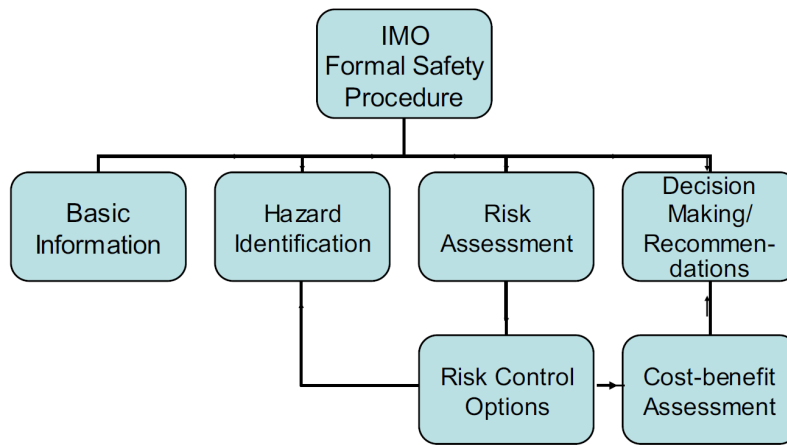 IMO
Formal Safety
Procedure
Basic
Information
Hazard
Identification
Risk
Assessment
Decision
Making/
Recommen-
dations
Risk Control
Options
Cost-benefit
Assessment